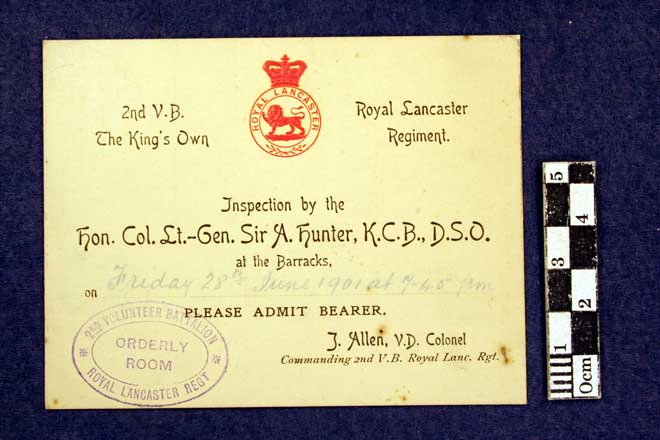 ROYAL LANCASTER
2nd V.B.
The King's Own
Royal Lancaster
Regiment.
Inspection by the
Hon. Col. Lt.-Gen. Sir A. Hunter, K.C.B., D.S.O.
at the Barracks,
on Friday 28th June 1901 at 7-45 pm
PLEASE ADMIT BEARER.
J. Allen, V.D. Colonel
Commanding 2nd V.B. Royal Lanc. Rgt.
2ND VOLUNTEER BATTALION
ORDERLY
ROOM
ROYAL LANCASTER REGT
5
4
3
2
1
0cm